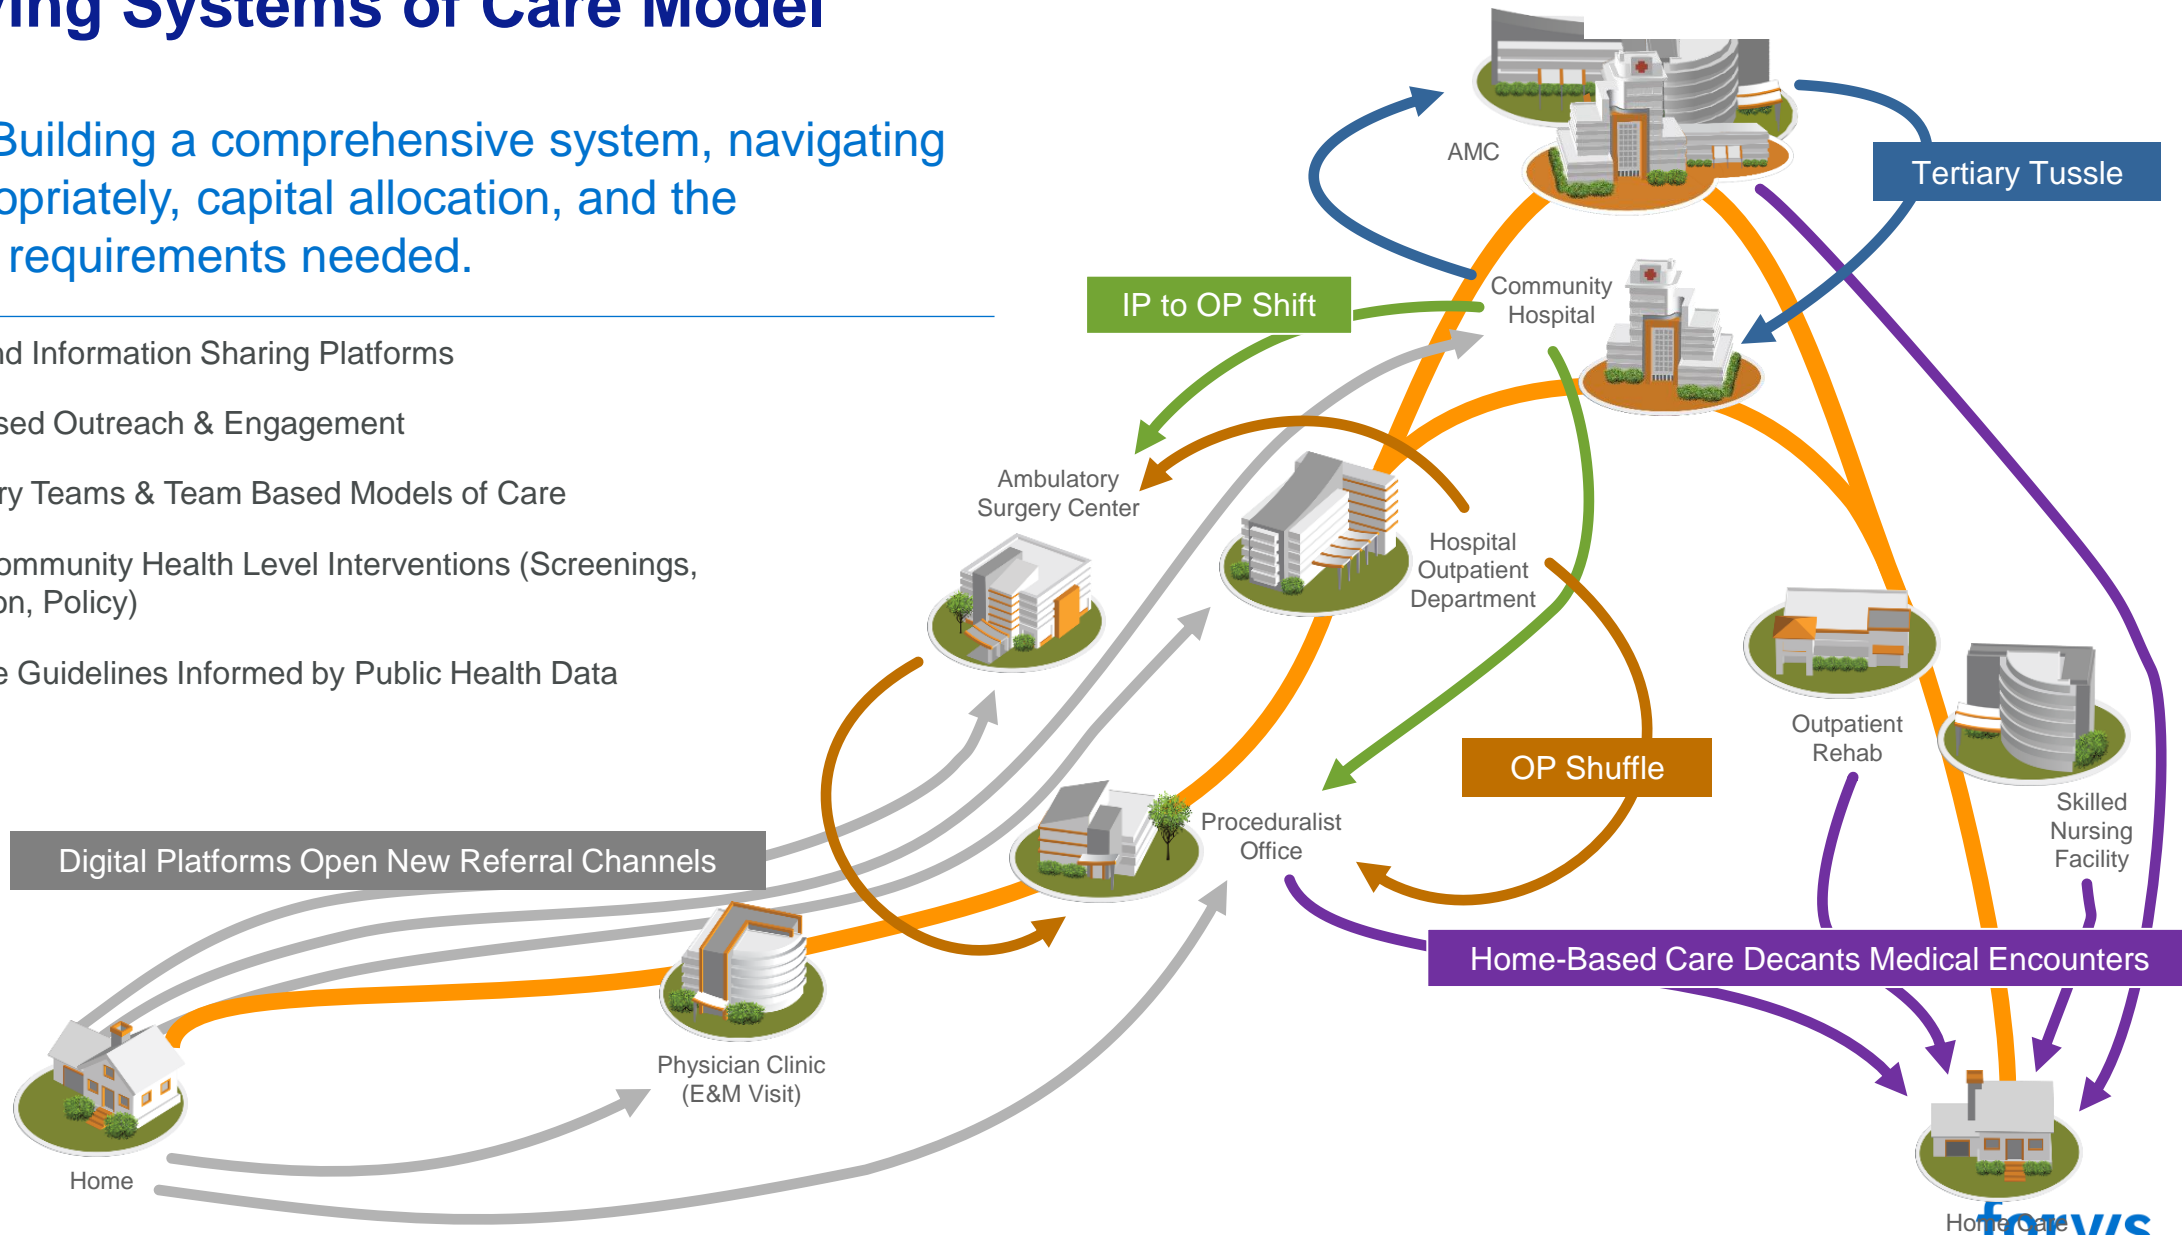 ving Systems of Care Model
Building a comprehensive system, navigating
opriately, capital allocation, and the
requirements needed.
nd Information Sharing Platforms
sed Outreach & Engagement
ry Teams & Team Based Models of Care
ommunity Health Level Interventions (Screenings,
on, Policy)
e Guidelines Informed by Public Health Data
AMC
Tertiary Tussle
Community
Hospital
IP to OP Shift
Ambulatory
Surgery Center
Hospital
Outpatient
Department
Outpatient
Rehab
OP Shuffle
Skilled
Nursing
Facility
Proceduralist
Office
Digital Platforms Open New Referral Channels
Home-Based Care Decants Medical Encounters
Physician Clinic
(E&M Visit)
Home
Home Care
forvis